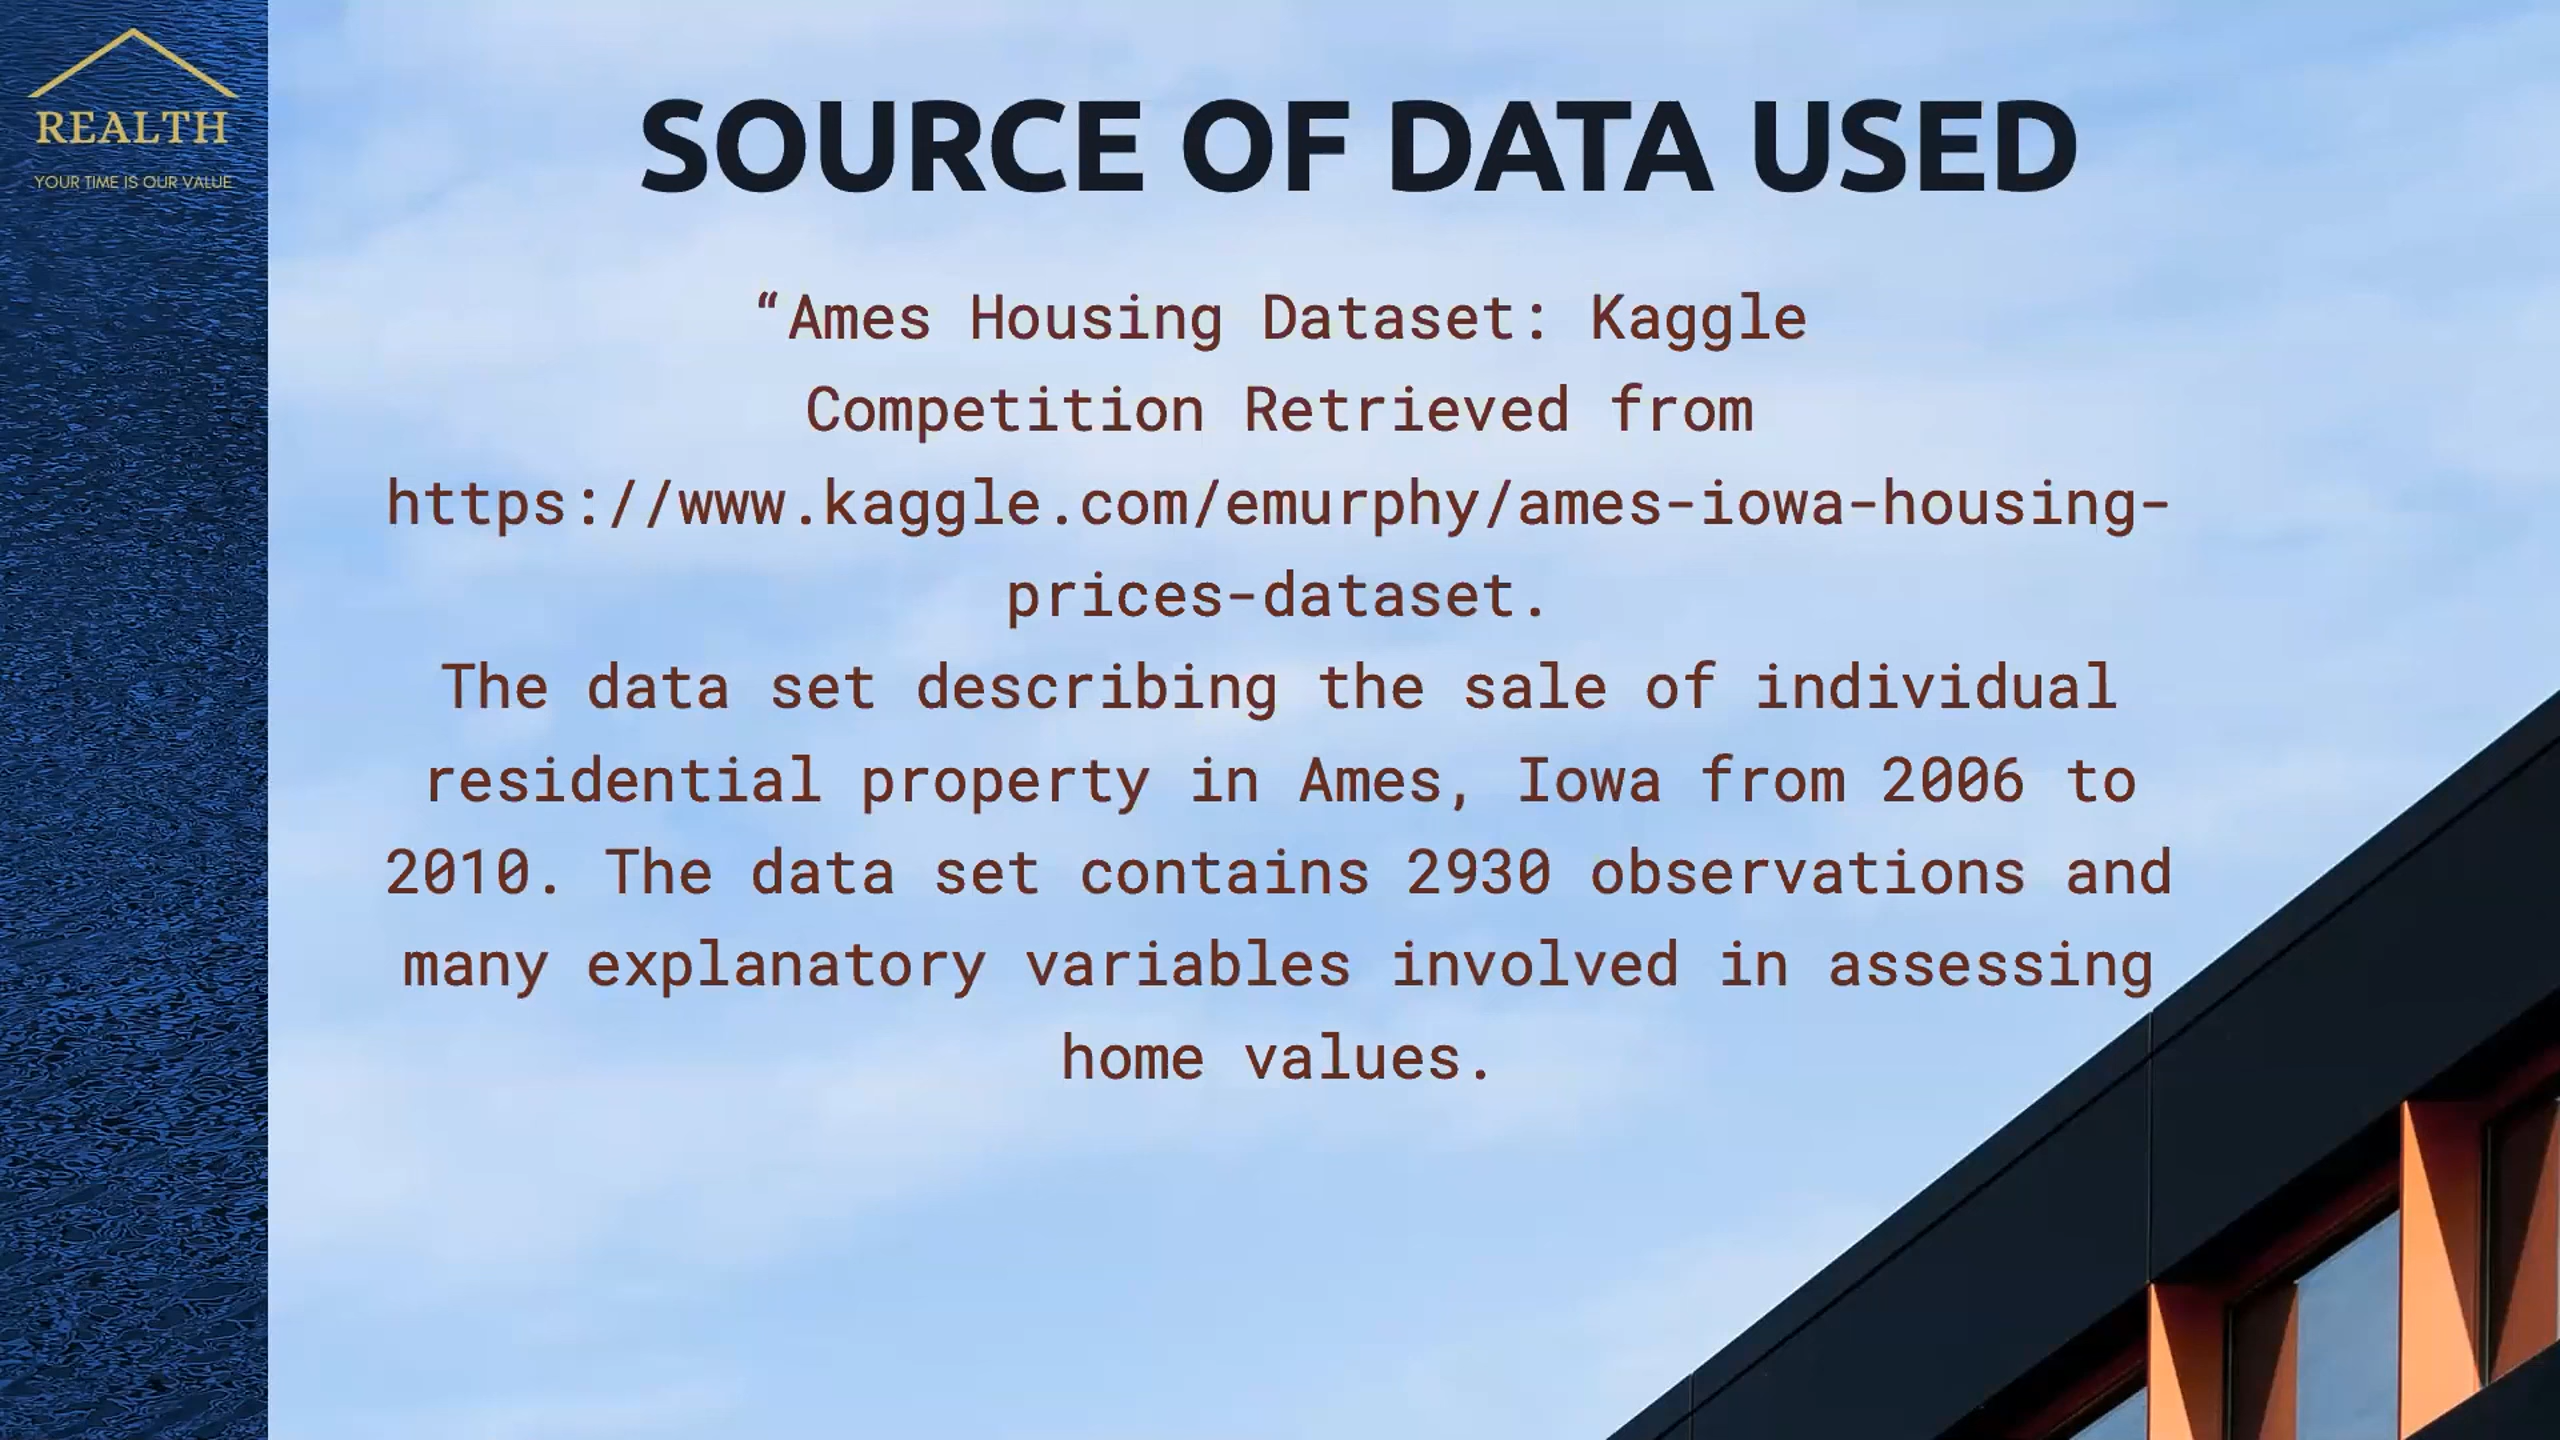 REALTH
YOUR TIME IS OUR VALUE
SOURCE OF DATA USED
“Ames Housing Dataset: Kaggle
Competition Retrieved from
https://www.kaggle.com/emurphy/ames-iowa-housing-
prices-dataset.
The data set describing the sale of individual
residential property in Ames, Iowa from 2006 to
2010. The data set contains 2930 observations and
many explanatory variables involved in assessing
home values.